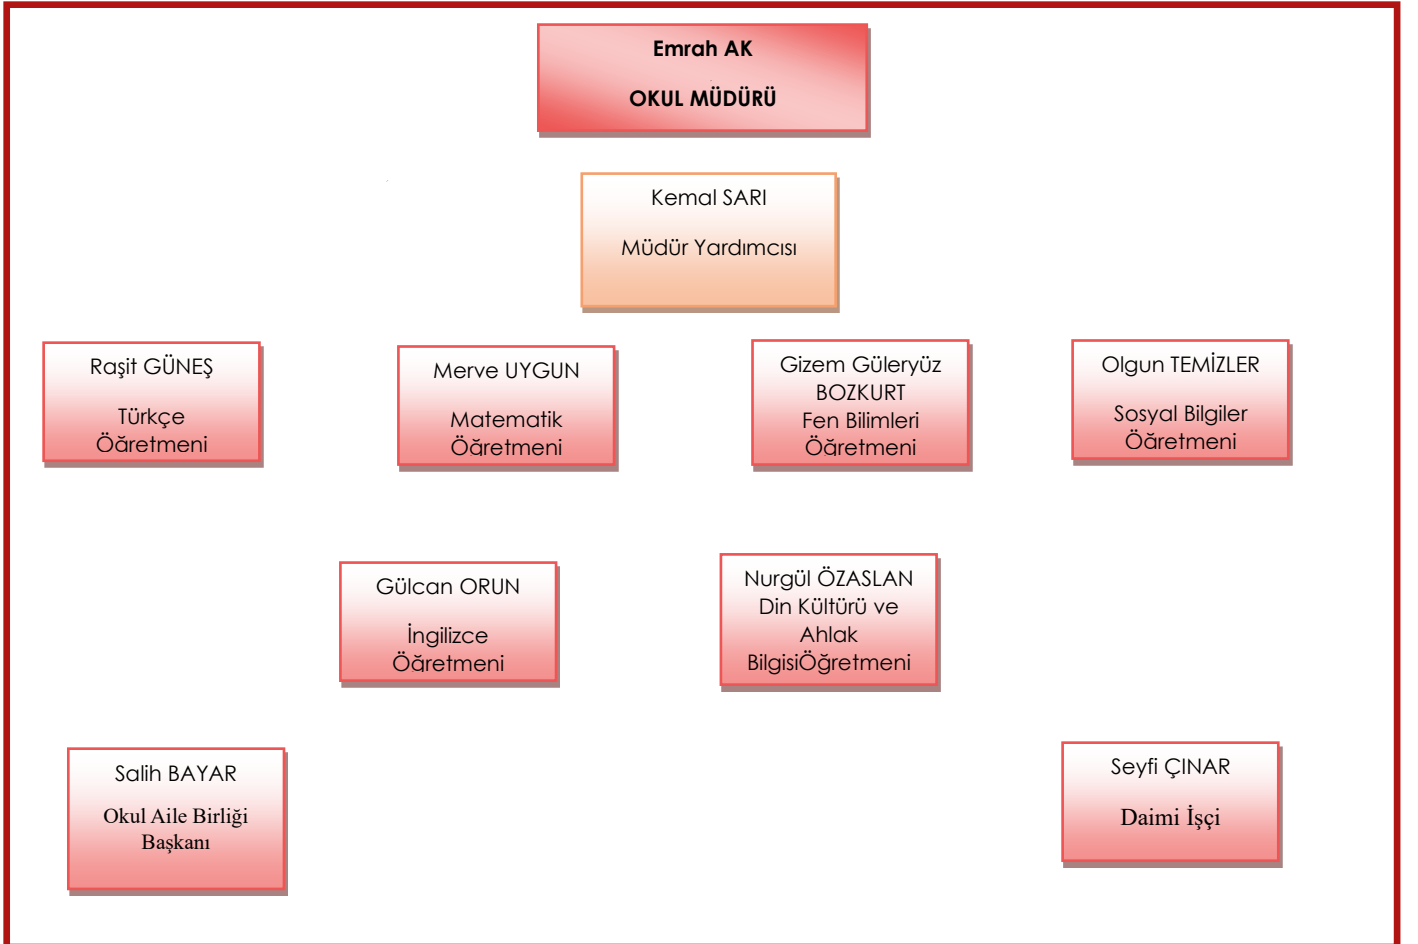 Emrah AK
OKUL MÜDÜRÜ
Kemal SARI
Müdür Yardımcısı
Raşit GÜNEŞ
Türkçe
Öğretmeni
Merve UYGUN
Matematik
Öğretmeni
Gizem Güleryüz
BOZKURT
Fen Bilimleri
Öğretmeni
Olgun TEMİZLER
Sosyal Bilgiler
Öğretmeni
Gülcan ORUN
İngilizce
Öğretmeni
Nurgül ÖZASLAN
Din Kültürü ve
Ahlak
BilgisiÖğretmeni
Salih BAYAR
Okul Aile Birliği
Başkanı
Seyfi ÇINAR
Daimi İşçi